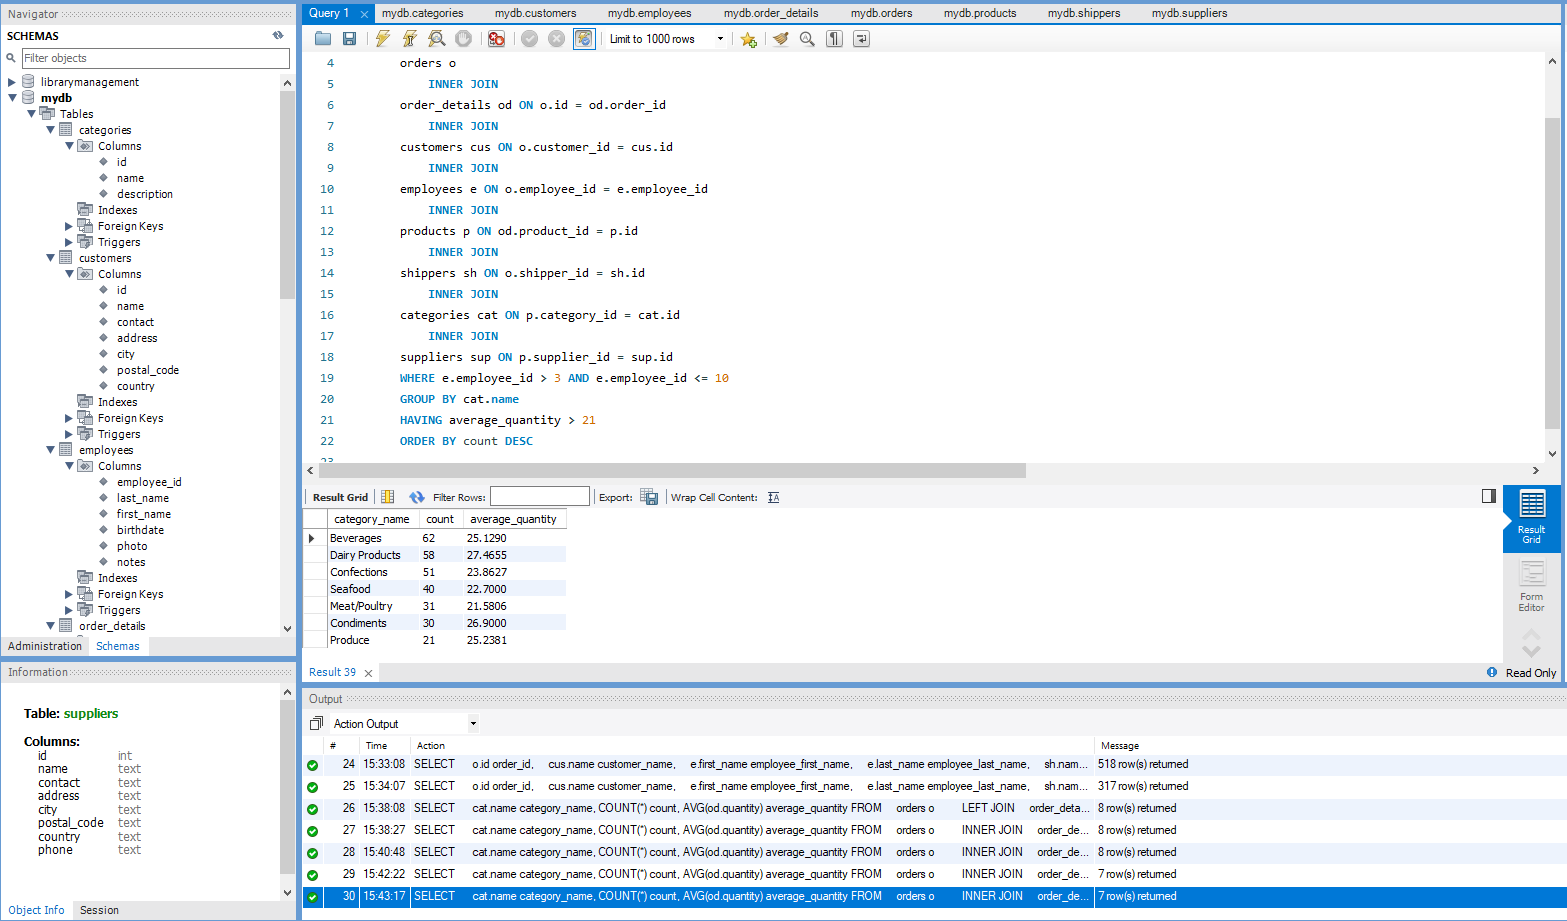 Navigator
SCHEMAS
Filter objects
librarymanagement
mydb
Tables
categories
Columns
id
name
description
Indexes
Foreign Keys
Triggers
customers
Columns
id
name
contact
address
city
postal_code
country
Indexes
Foreign Keys
Triggers
employees
Columns
employee_id
last_name
first_name
birthdate
photo
notes
Indexes
Foreign Keys
Triggers
order_details
Administration Schemas
Information
Table: suppliers
Columns:
id int
name text
contact text
address text
city text
postal_code text
country text
phone text
Object Info Session
Query 1 mydb.categories mydb.customers mydb.employees mydb.order_details mydb.orders mydb.products mydb.shippers mydb.suppliers
Limit to 1000 rows
4 orders o
5 INNER JOIN
6 order_details od ON o.id = od.order_id
7 INNER JOIN
8 customers cus ON o.customer_id = cus.id
9 INNER JOIN
10 employees e ON o.employee_id = e.employee_id
11 INNER JOIN
12 products p ON od.product_id = p.id
13 INNER JOIN
14 shippers sh ON o.shipper_id = sh.id
15 INNER JOIN
16 categories cat ON p.category_id = cat.id
17 INNER JOIN
18 suppliers sup ON p.supplier_id = sup.id
19 WHERE e.employee_id > 3 AND e.employee_id <= 10
20 GROUP BY cat.name
21 HAVING average_quantity > 21
22 ORDER BY count DESC
23
Result Grid Filter Rows: Export: Wrap Cell Content:
category_name count average_quantity
Beverages 62 25.1290
Dairy Products 58 27.4655
Confections 51 23.8627
Seafood 40 22.7000
Meat/Poultry 31 21.5806
Condiments 30 26.9000
Produce 21 25.2381
Result
Grid
Form
Editor
Result 39 Read Only
Output
Action Output
# Time Action Message
24 15:33:08 SELECT o.id order_id, cus.name customer_name, e.first_name employee_first_name, e.last_name employee_last_name, sh.nam... 518 row(s) returned
25 15:34:07 SELECT o.id order_id, cus.name customer_name, e.first_name employee_first_name, e.last_name employee_last_name, sh.nam... 317 row(s) returned
26 15:38:08 SELECT cat.name category_name, COUNT(*) count, AVG(od.quantity) average_quantity FROM orders o LEFT JOIN order_deta... 8 row(s) returned
27 15:38:27 SELECT cat.name category_name, COUNT(*) count, AVG(od.quantity) average_quantity FROM orders o INNER JOIN order_de... 8 row(s) returned
28 15:40:48 SELECT cat.name category_name, COUNT(*) count, AVG(od.quantity) average_quantity FROM orders o INNER JOIN order_de... 8 row(s) returned
29 15:42:22 SELECT cat.name category_name, COUNT(*) count, AVG(od.quantity) average_quantity FROM orders o INNER JOIN order_de... 7 row(s) returned
30 15:43:17 SELECT cat.name category_name, COUNT(*) count, AVG(od.quantity) average_quantity FROM orders o INNER JOIN order_de... 7 row(s) returned